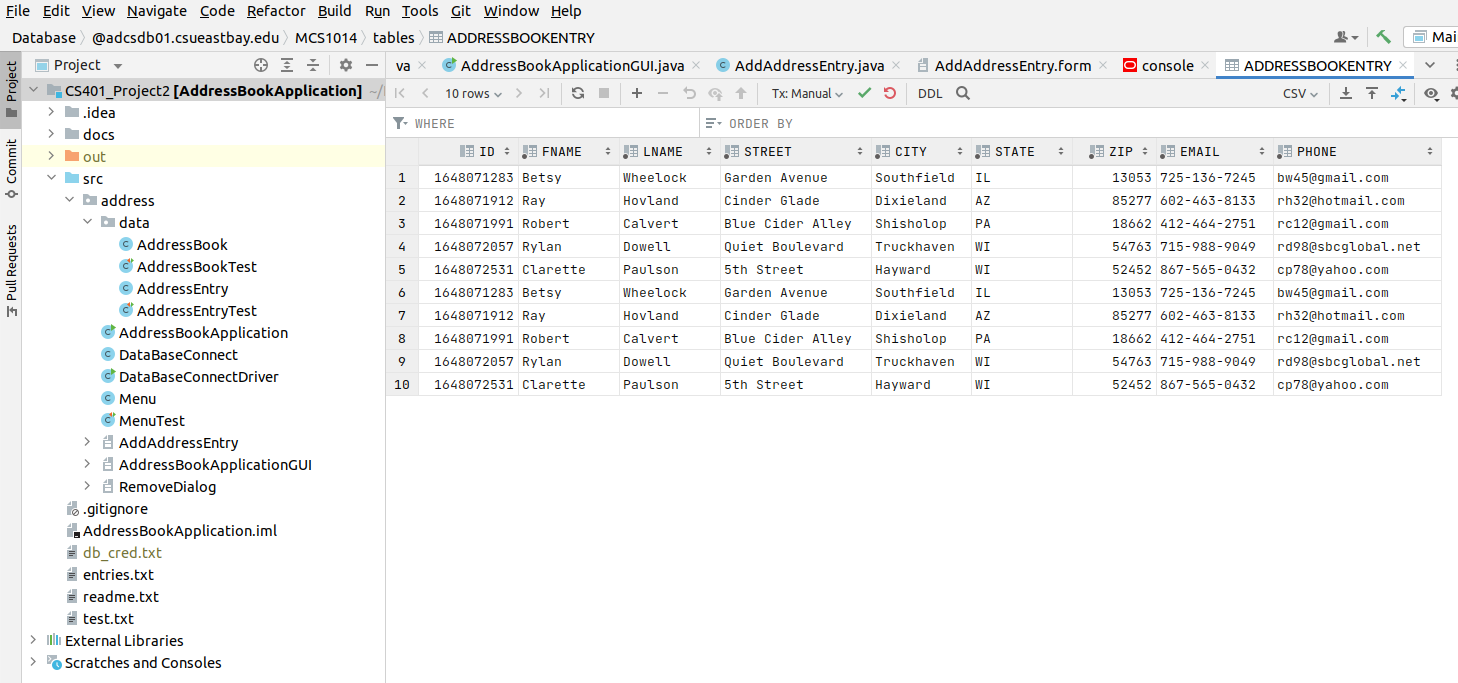 File Edit View Navigate Code Refactor Build Run Tools Git Window Help
Database @adcsdb01.csueastbay.edu MCS1014 tables ADDRESSBOOKENTRY Mai
Project va AddressBookApplicationGUI.java AddAddressEntry.java AddAddressEntry.form console ADDRESSBOOKENTRY
10 rows Tx: Manual DDL CSV
WHERE ORDER BY
ID FNAME LNAME STREET CITY STATE ZIP EMAIL PHONE
1 1648071283 Betsy Wheelock Garden Avenue Southfield IL 13053 725-136-7245 bw45@gmail.com
2 1648071912 Ray Hovland Cinder Glade Dixieland AZ 85277 602-463-8133 rh32@hotmail.com
3 1648071991 Robert Calvert Blue Cider Alley Shisholop PA 18662 412-464-2751 rc12@gmail.com
4 1648072057 Rylan Dowell Quiet Boulevard Truckhaven WI 54763 715-988-9049 rd98@sbcglobal.net
5 1648072531 Clarette Paulson 5th Street Hayward WI 52452 867-565-0432 cp78@yahoo.com
6 1648071283 Betsy Wheelock Garden Avenue Southfield IL 13053 725-136-7245 bw45@gmail.com
7 1648071912 Ray Hovland Cinder Glade Dixieland AZ 85277 602-463-8133 rh32@hotmail.com
8 1648071991 Robert Calvert Blue Cider Alley Shisholop PA 18662 412-464-2751 rc12@gmail.com
9 1648072057 Rylan Dowell Quiet Boulevard Truckhaven WI 54763 715-988-9049 rd98@sbcglobal.net
10 1648072531 Clarette Paulson 5th Street Hayward WI 52452 867-565-0432 cp78@yahoo.com
Project
Commit
Pull Requests
CS401_Project2 [AddressBookApplication] ~/
.idea
docs
out
src
address
data
AddressBook
AddressBookTest
AddressEntry
AddressEntryTest
AddressBookApplication
DataBaseConnect
DataBaseConnectDriver
Menu
MenuTest
AddAddressEntry
AddressBookApplicationGUI
RemoveDialog
.gitignore
AddressBookApplication.iml
db_cred.txt
entries.txt
readme.txt
test.txt
External Libraries
Scratches and Consoles